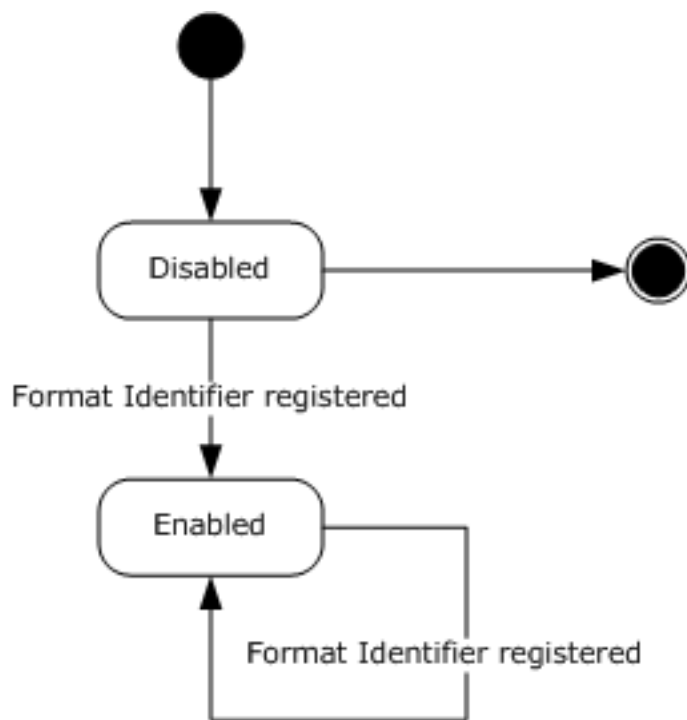 Disabled
Format Identifier registered
Enabled
Format Identifier registered